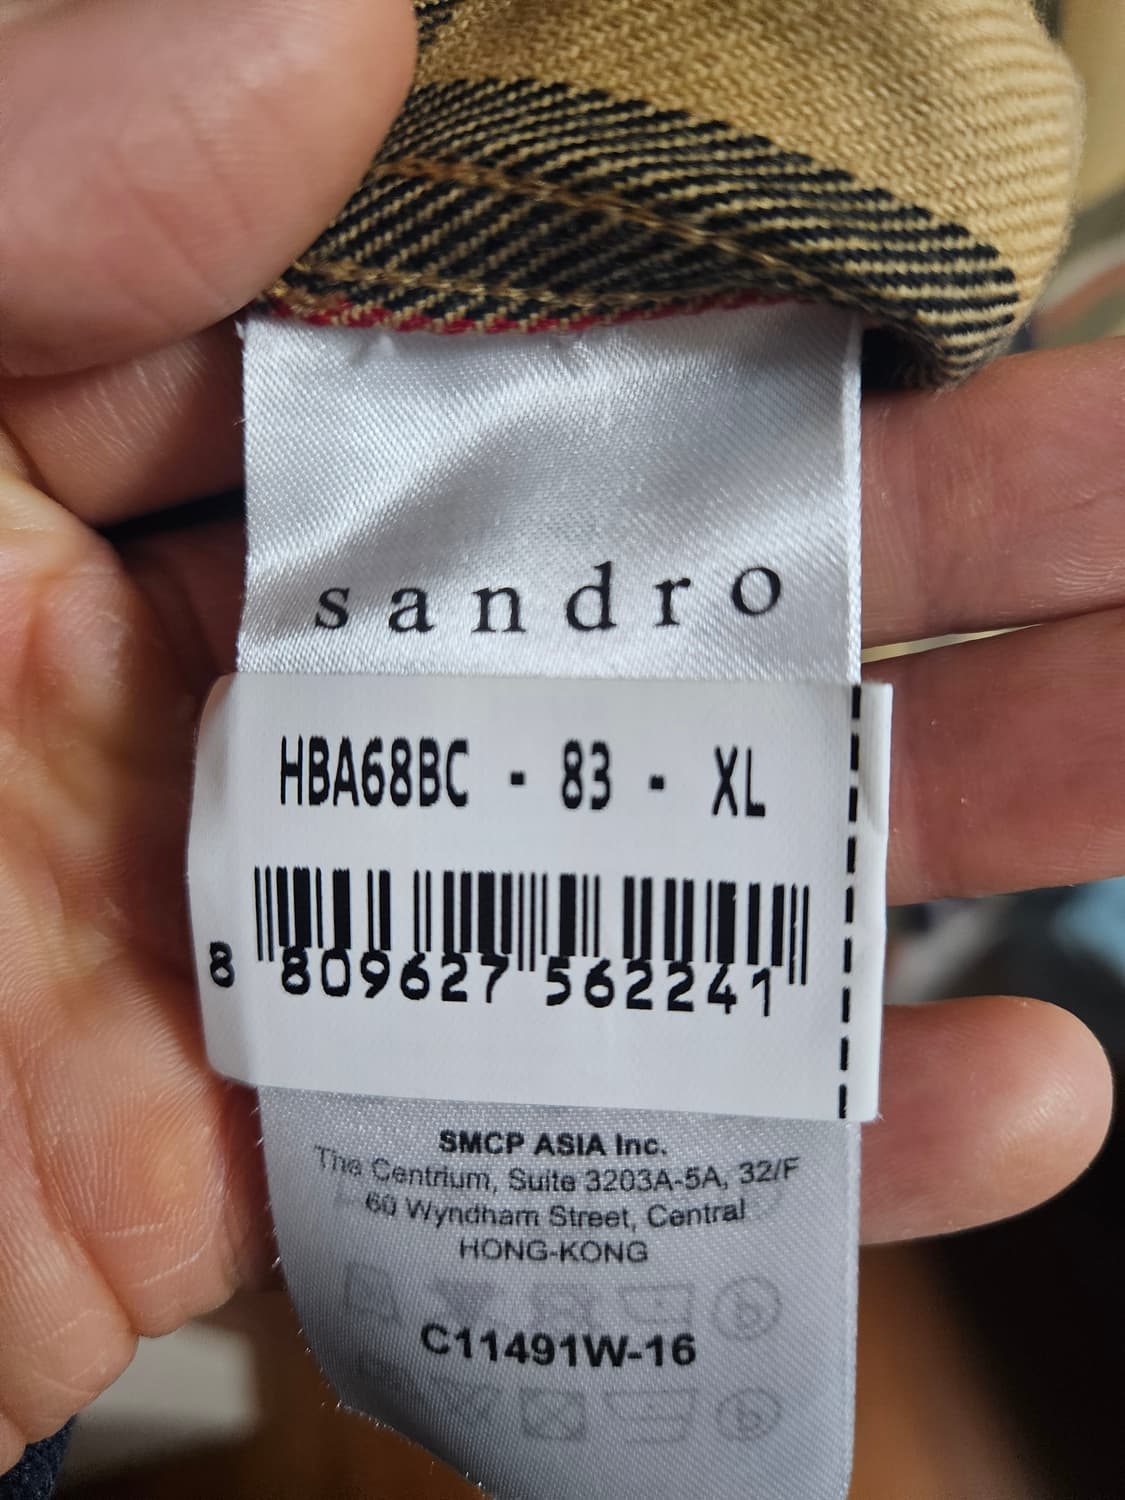 sandro
HBA68BC - 83 - XL
8 809627 562241
SMCP ASIA Inc.
The Centrium, Suite 3203A-5A, 32/F
60 Wyndham Street, Central
HONG-KONG
C11491W-16